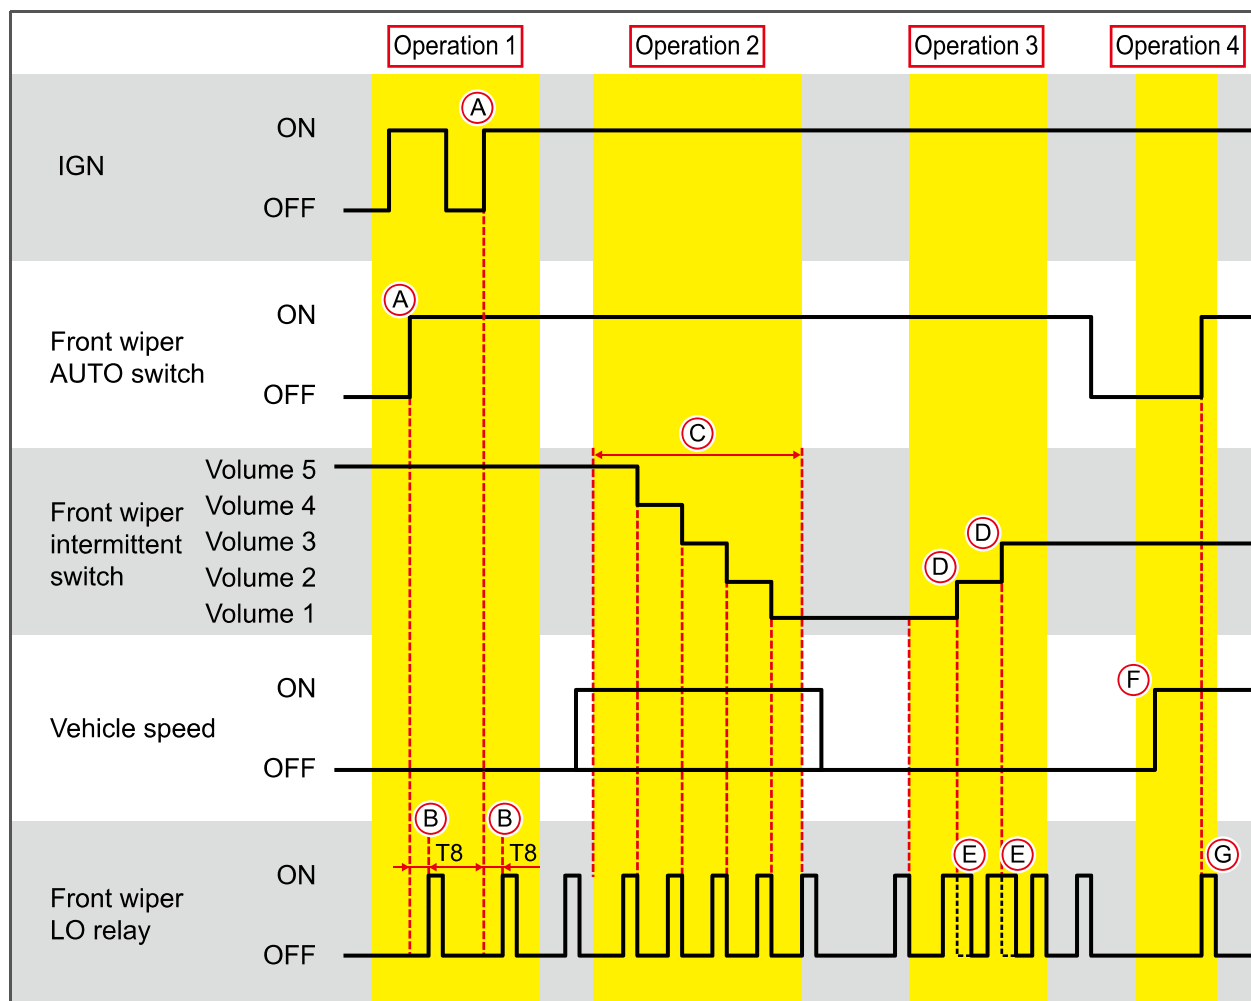 Operation 1 Operation 2 Operation 3 Operation 4
A
ON
IGN
OFF
A
ON
Front wiper
AUTO switch
OFF
C
Volume 5
Volume 4
Front wiper
intermittent
switch
Volume 3
Volume 2
Volume 1
D
D
F
ON
Vehicle speed
OFF
B B
T8 T8
E E G
ON
Front wiper
LO relay
OFF